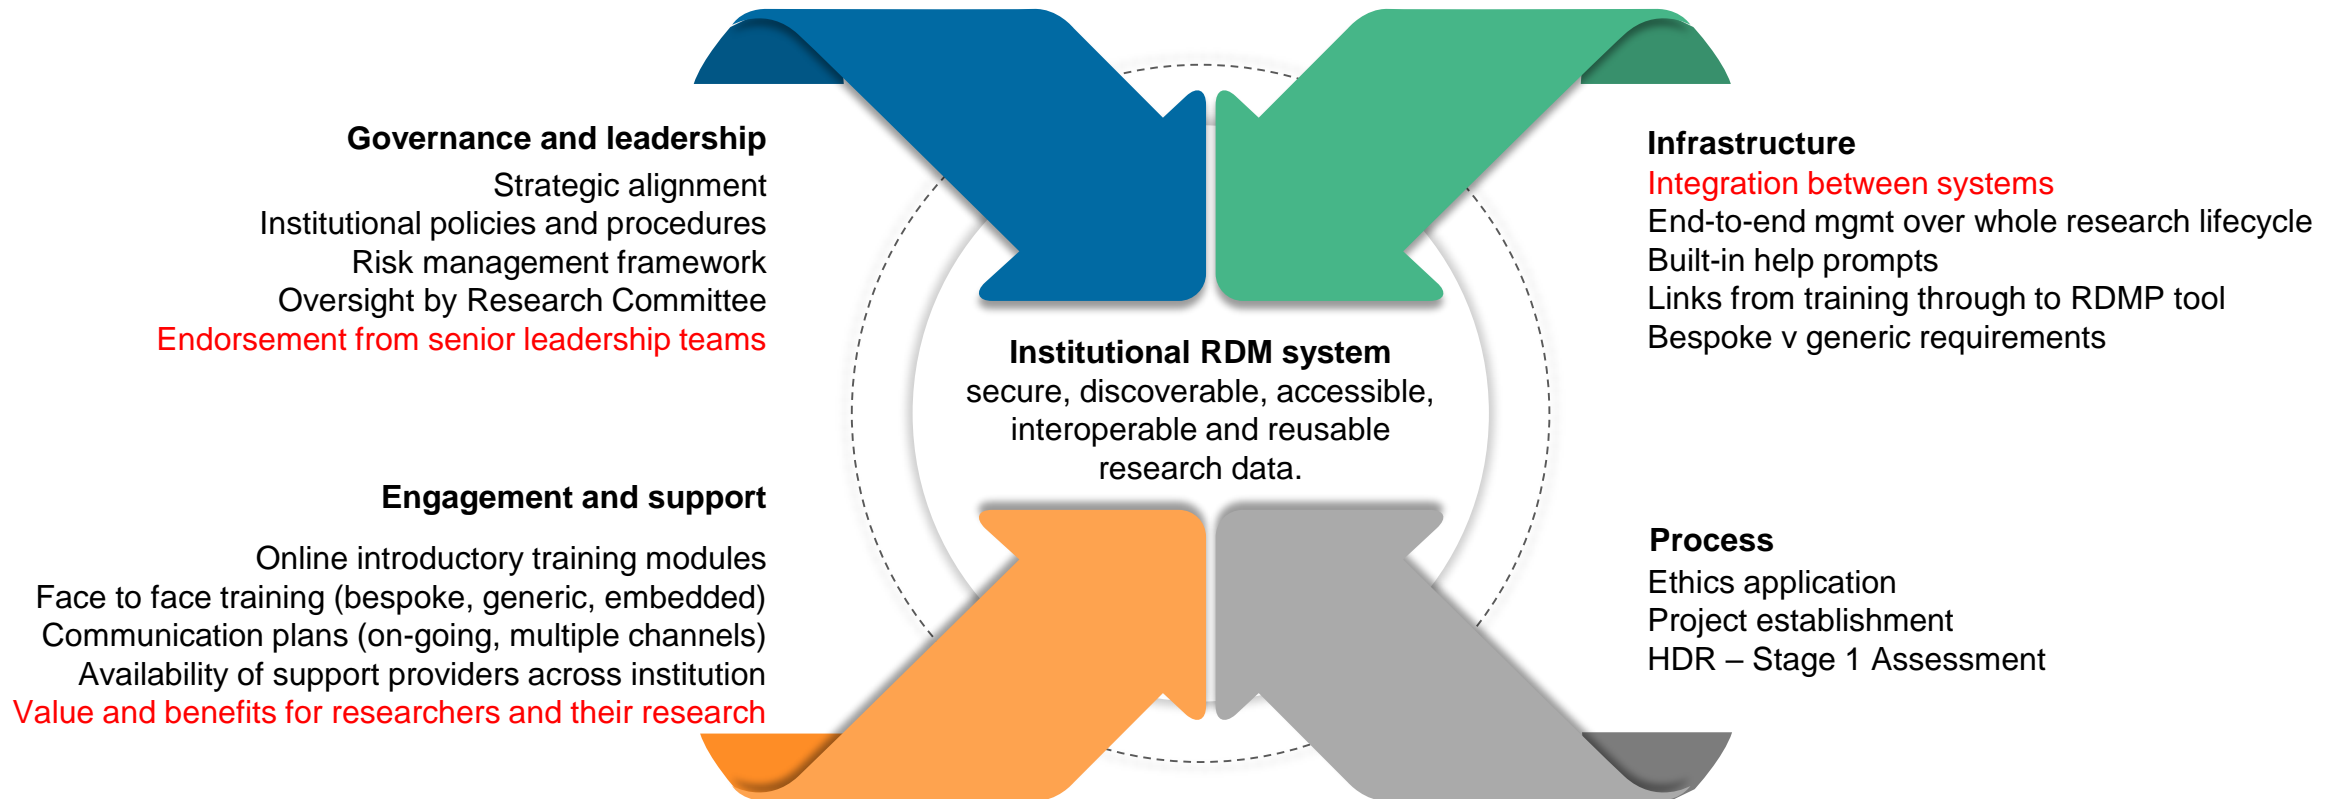 Governance and leadership
Strategic alignment
Institutional policies and procedures
Risk management framework
Oversight by Research Committee
Endorsement from senior leadership teams
Infrastructure
Integration between systems
End-to-end mgmt over whole research lifecycle
Built-in help prompts
Links from training through to RDMP tool
Bespoke v generic requirements
Institutional RDM system
secure, discoverable, accessible,
interoperable and reusable
research data.
Engagement and support
Online introductory training modules
Face to face training (bespoke, generic, embedded)
Communication plans (on-going, multiple channels)
Availability of support providers across institution
Value and benefits for researchers and their research
Process
Ethics application
Project establishment
HDR – Stage 1 Assessment